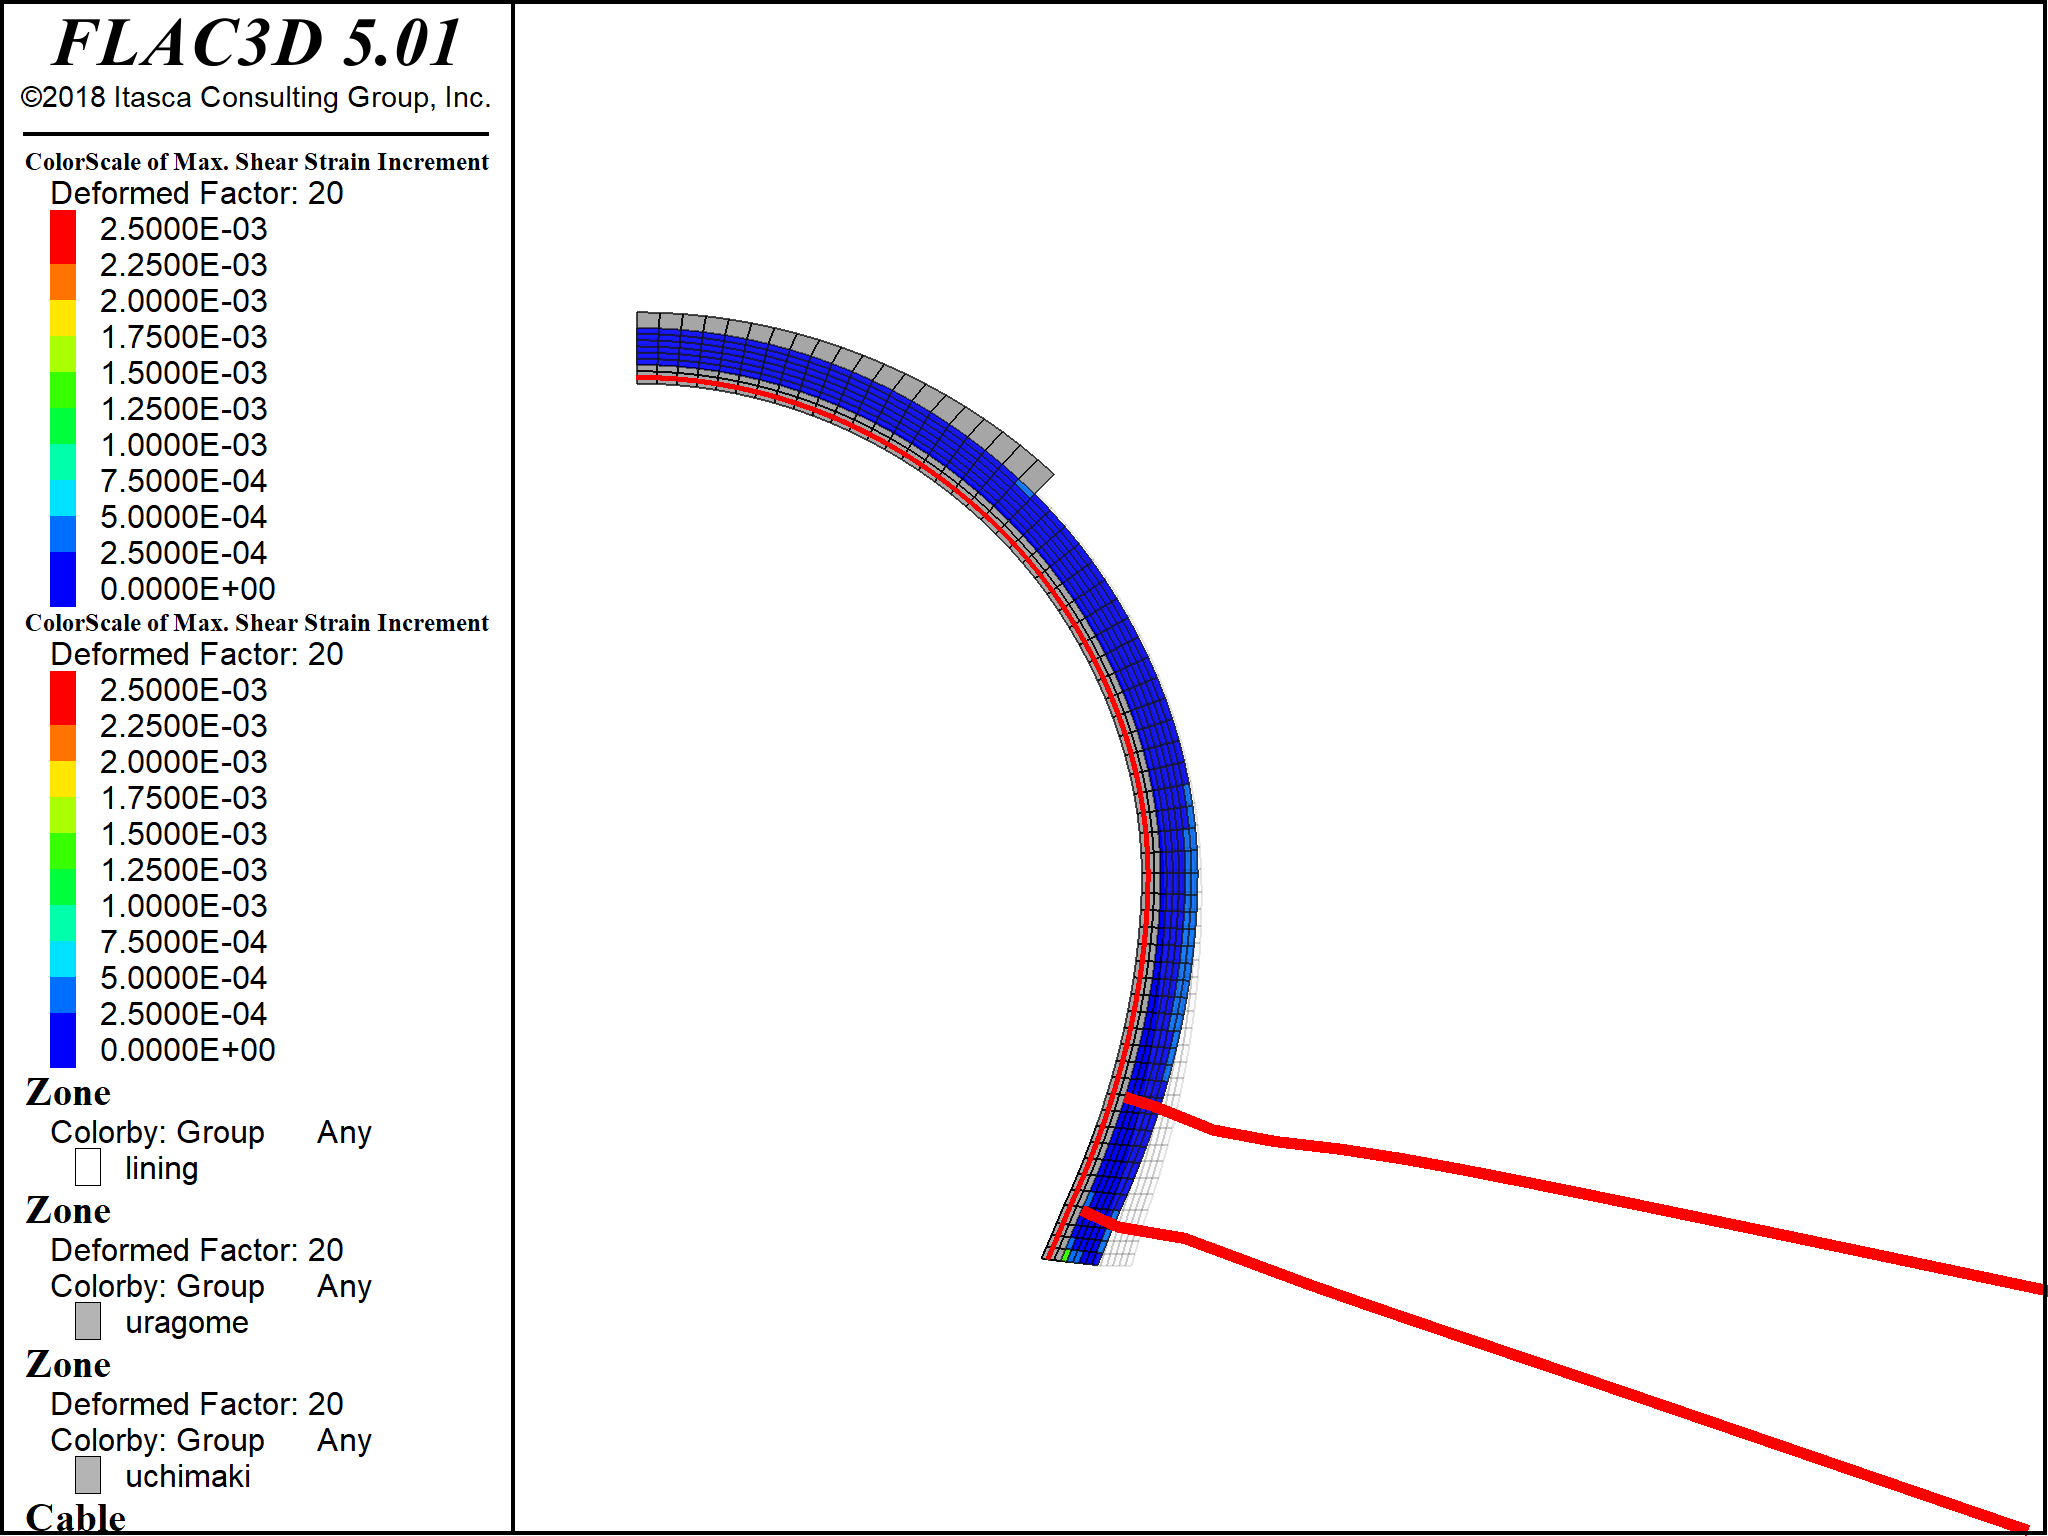 FLAC3D 5.01
©2018 Itasca Consulting Group, Inc.
ColorScale of Max. Shear Strain Increment
Deformed Factor: 20
2.5000E-03
2.2500E-03
2.0000E-03
1.7500E-03
1.5000E-03
1.2500E-03
1.0000E-03
7.5000E-04
5.0000E-04
2.5000E-04
0.0000E+00
ColorScale of Max. Shear Strain Increment
Deformed Factor: 20
2.5000E-03
2.2500E-03
2.0000E-03
1.7500E-03
1.5000E-03
1.2500E-03
1.0000E-03
7.5000E-04
5.0000E-04
2.5000E-04
0.0000E+00
Zone
Colorby: Group Any
lining
Zone
Deformed Factor: 20
Colorby: Group Any
uragome
Zone
Deformed Factor: 20
Colorby: Group Any
uchimaki
Cable